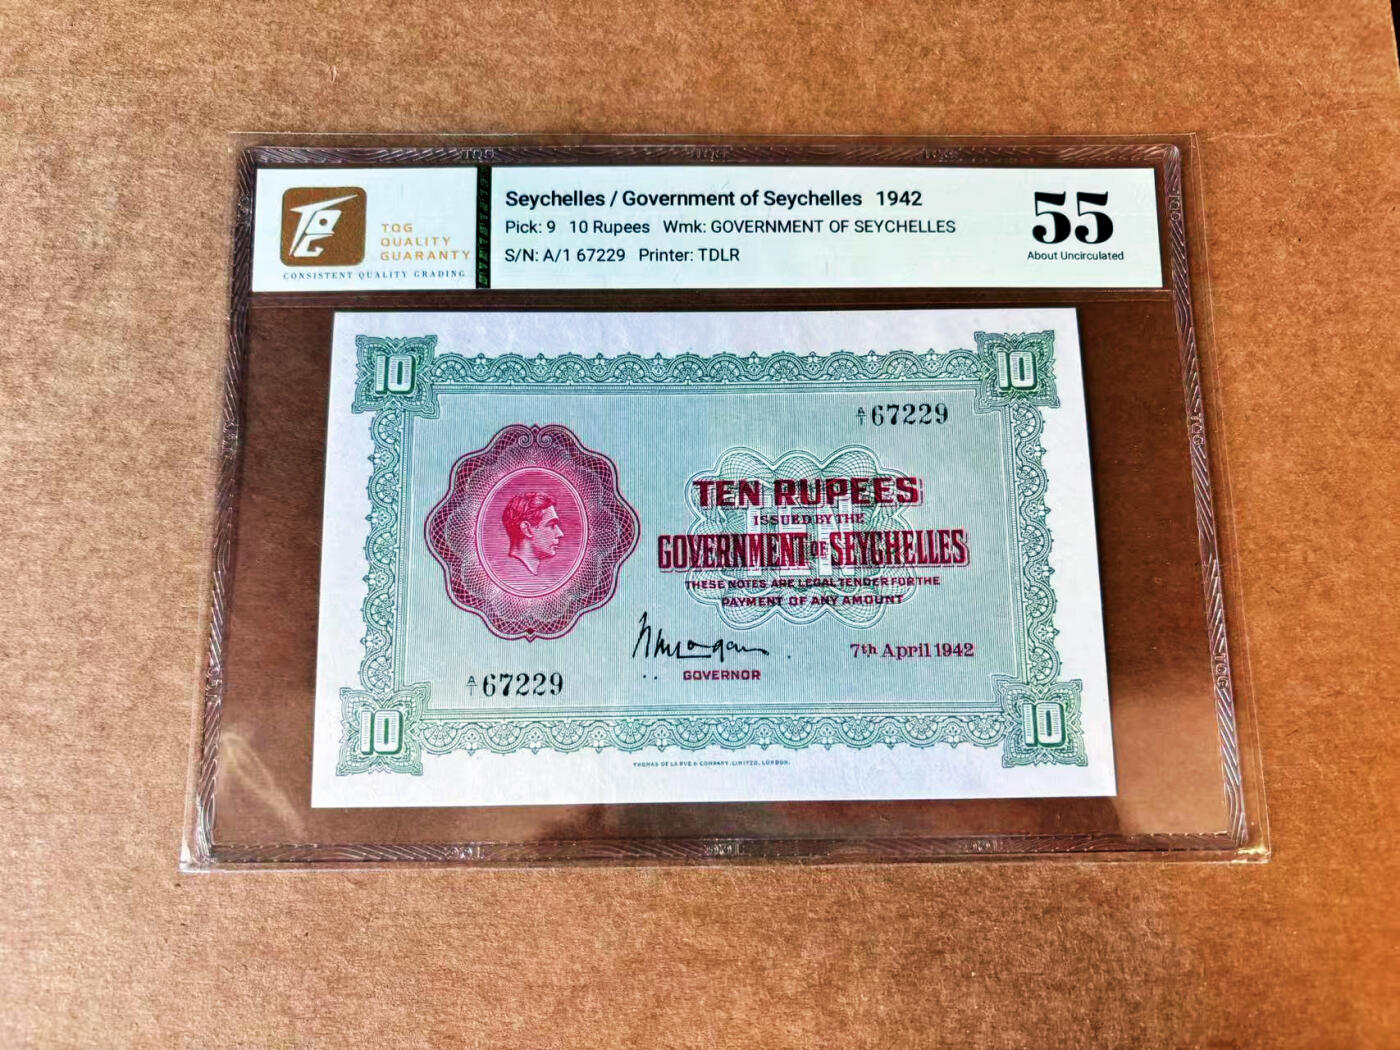 TQG
QUALITY
GUARANTY
CONSISTENT QUALITY GRADING
Seychelles / Government of Seychelles 1942
Pick: 9 10 Rupees Wmk: GOVERNMENT OF SEYCHELLES
S/N: A/1 67229 Printer: TDLR
55
About Uncirculated
10
10
A/1 67229
TEN
TEN RUPEES
ISSUED BY THE
GOVERNMENT OF SEYCHELLES
THESE NOTES ARE LEGAL TENDER FOR THE
PAYMENT OF ANY AMOUNT
7th April 1942
GOVERNOR
A/1 67229
10
10
THOMAS DE LA RUE & COMPANY, LIMITED, LONDON.